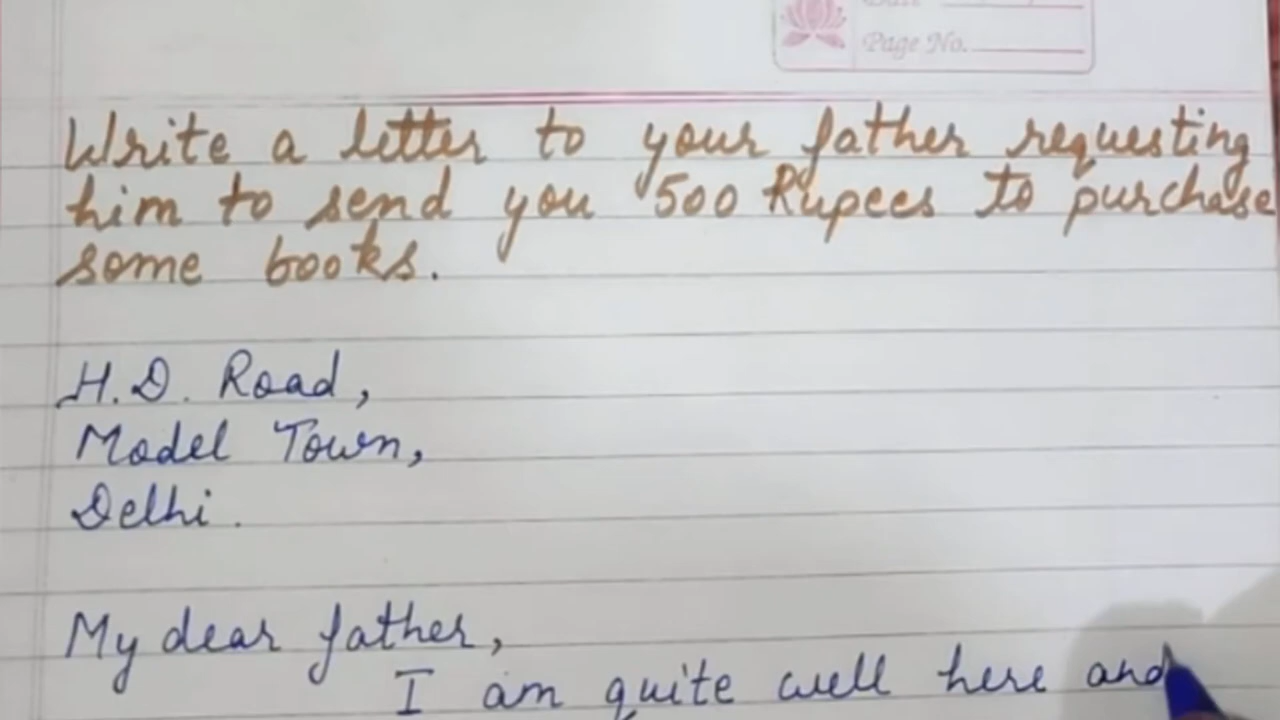 Page No.
Write a letter to your father requesting
him to send you 500 Rupees to purchase
some books.
H.D. Road,
Model Town,
Delhi.
My dear father,
I am quite well here and